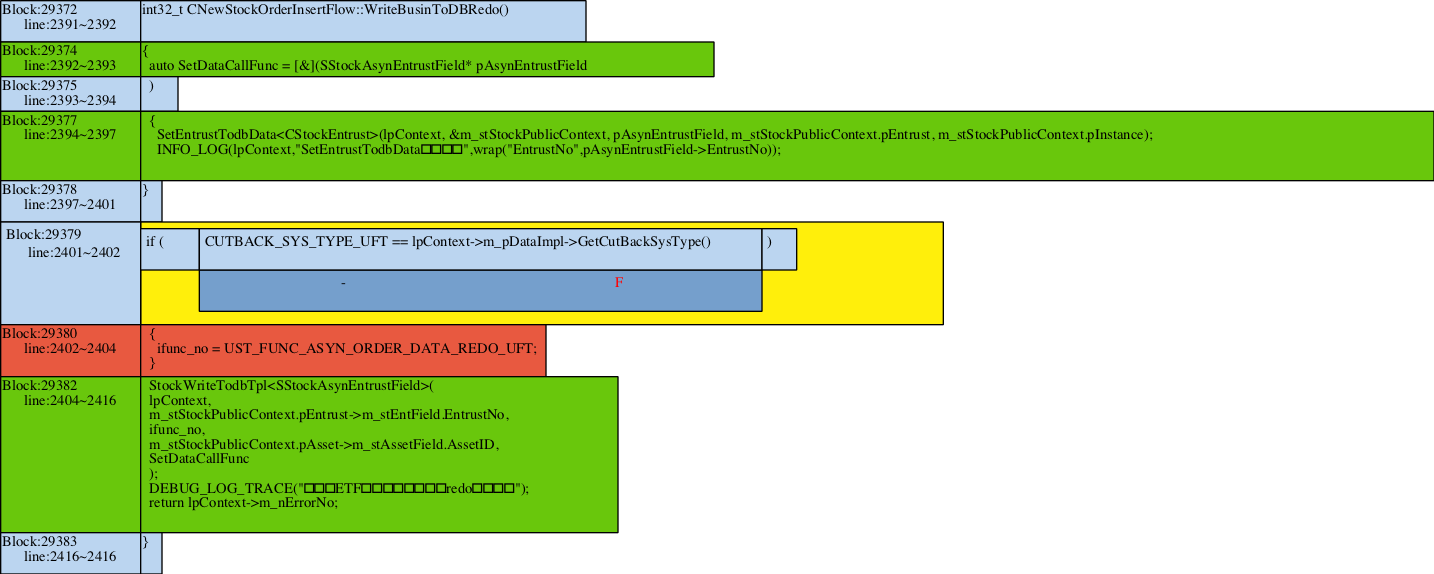 Block:29372
line:2391~2392
int32_t CNewStockOrderInsertFlow::WriteBusinToDBRedo()
Block:29374
line:2392~2393
{
auto SetDataCallFunc = [&](SStockAsynEntrustField* pAsynEntrustField
Block:29375
line:2393~2394
)
Block:29377
line:2394~2397
{
SetEntrustTodbData<CStockEntrust>(lpContext, &m_stStockPublicContext, pAsynEntrustField, m_stStockPublicContext.pEntrust, m_stStockPublicContext.pInstance);
INFO_LOG(lpContext,"SetEntrustTodbData□□□□",wrap("EntrustNo",pAsynEntrustField->EntrustNo));
Block:29378
line:2397~2401
}
Block:29379
line:2401~2402
if ( CUTBACK_SYS_TYPE_UFT == lpContext->m_pDataImpl->GetCutBackSysType() )
- F
Block:29380
line:2402~2404
{
ifunc_no = UST_FUNC_ASYN_ORDER_DATA_REDO_UFT;
}
Block:29382
line:2404~2416
StockWriteTodbTpl<SStockAsynEntrustField>(
lpContext,
m_stStockPublicContext.pEntrust->m_stEntField.EntrustNo,
ifunc_no,
m_stStockPublicContext.pAsset->m_stAssetField.AssetID,
SetDataCallFunc
);
DEBUG_LOG_TRACE("□□□ETF□□□□□□□□redo□□□□");
return lpContext->m_nErrorNo;
Block:29383
line:2416~2416
}